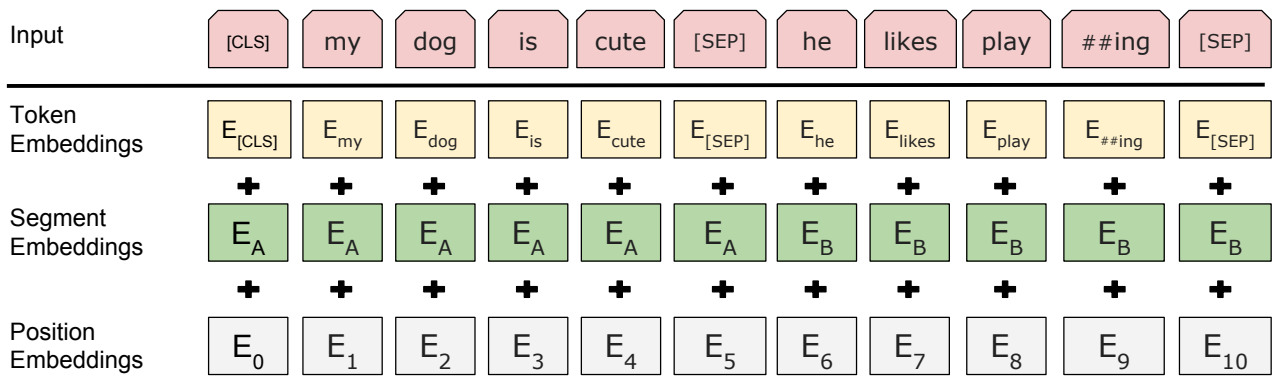 Input [CLS] my dog is cute [SEP] he likes play ##ing [SEP]
Token Embeddings E[CLS] Emy Edog Eis Ecute E[SEP] Ehe Elikes Eplay E##ing E[SEP]
+ + + + + + + + + + +
Segment Embeddings EA EA EA EA EA EA EB EB EB EB EB
+ + + + + + + + + + +
Position Embeddings E0 E1 E2 E3 E4 E5 E6 E7 E8 E9 E10